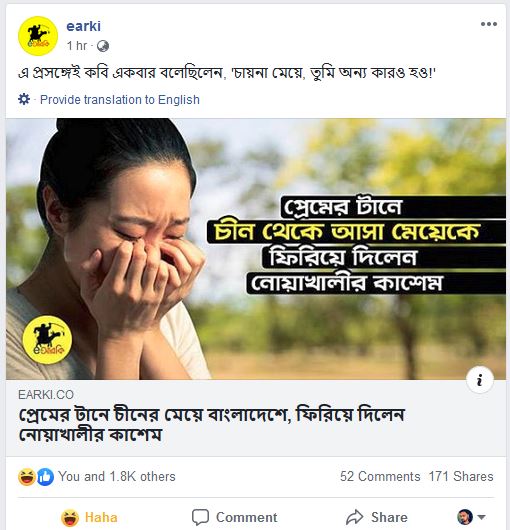 earki
1 hr ·
এ প্রসঙ্গেই কবি একবার বলেছিলেন, 'চায়না মেয়ে, তুমি অন্য কারও হও!'
· Provide translation to English
প্রেমের টানে
চীন থেকে আসা মেয়েকে
ফিরিয়ে দিলেন
নোয়াখালীর কাশেম
eআরকি
i
EARKI.CO
প্রেমের টানে চীনের মেয়ে বাংলাদেশে, ফিরিয়ে দিলেন
নোয়াখালীর কাশেম
You and 1.8K others 52 Comments 171 Shares
Haha Comment Share